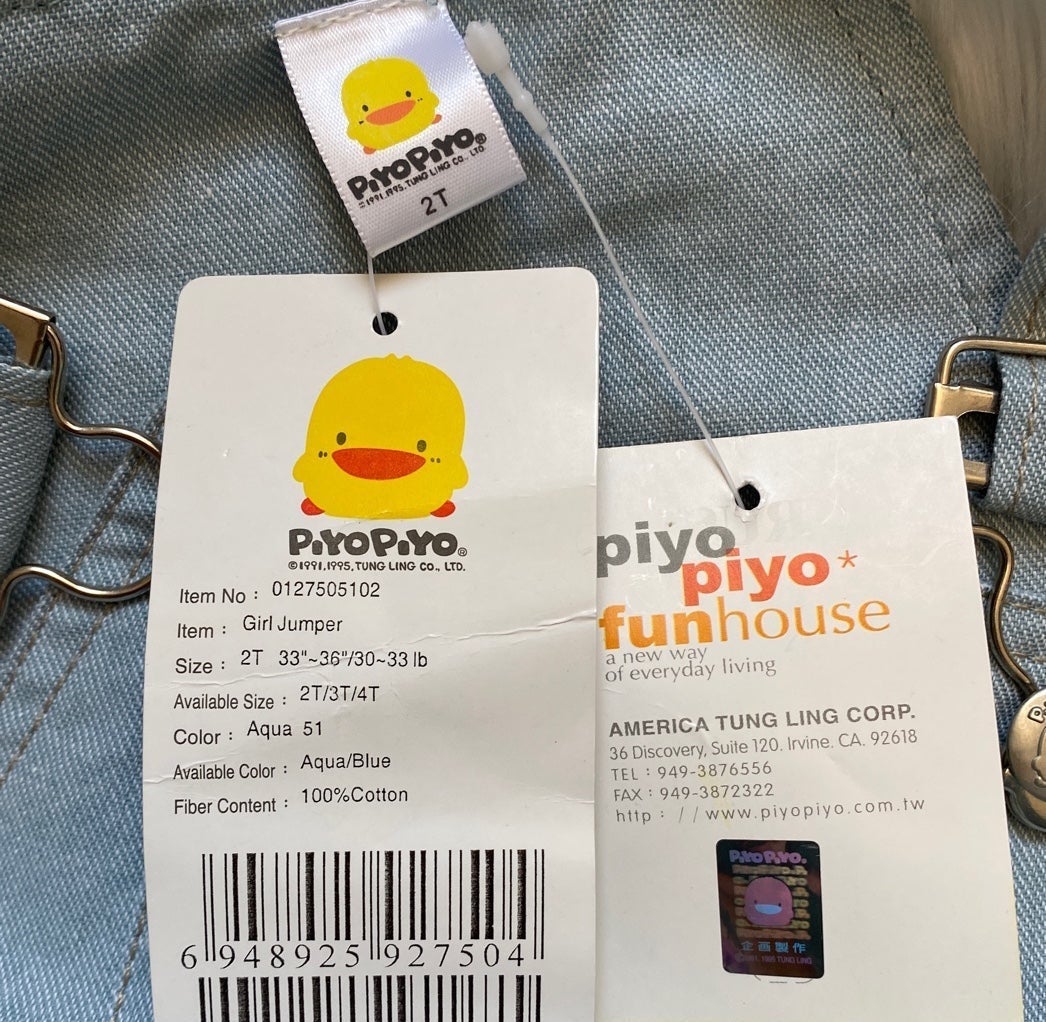 PiYOPiYO®
©1991,1995,TUNG LING CO., LTD.
2T
PiYOPiYO®
©1991,1995,TUNG LING CO., LTD.
Item No : 0127505102
Item : Girl Jumper
Size : 2T 33"~36"/30~33 lb
Available Size : 2T/3T/4T
Color : Aqua 51
Available Color : Aqua/Blue
Fiber Content : 100%Cotton
6 948925 927504
piyo
piyo*
funhouse
a new way
of everyday living
AMERICA TUNG LING CORP.
36 Discovery, Suite 120. Irvine. CA. 92618
TEL : 949-3876556
FAX : 949-3872322
http : // www.piyopiyo.com.tw
PiYOPiYO®
企画製作
©1991, 1995 TUNG LING